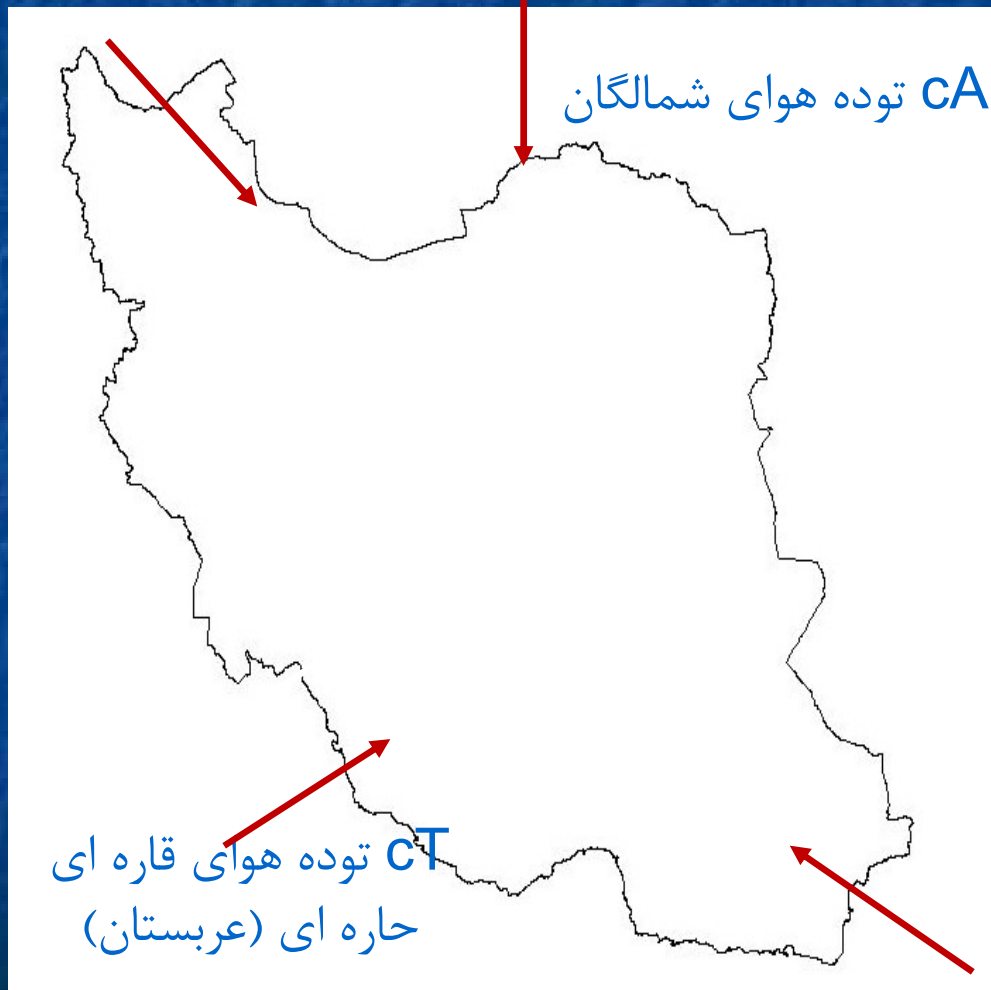 cA توده هوای شمالگان
cT توده هوای قاره ای
حاره ای (عربستان)